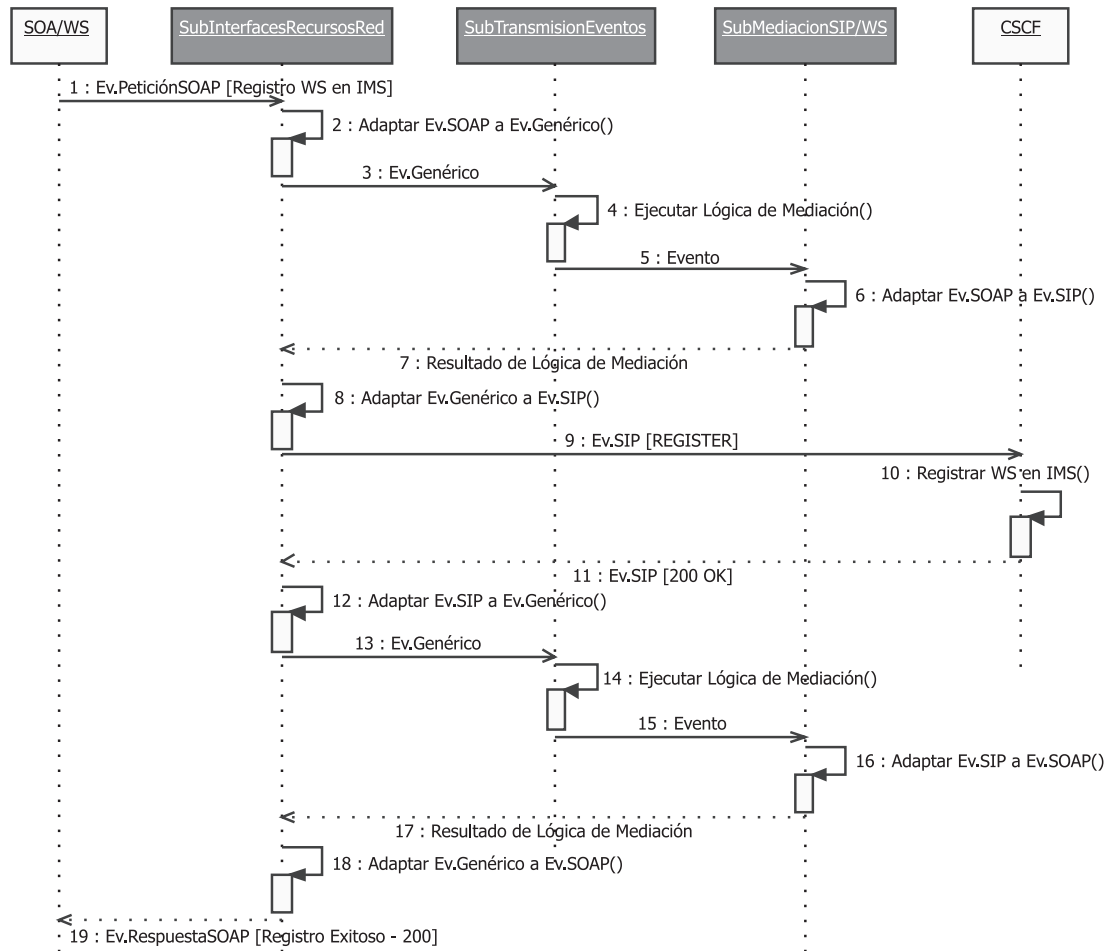 SOA/WS
SubInterfacesRecursosRed
SubTransmisionEventos
SubMediacionSIP/WS
CSCF
1 : Ev.PeticiónSOAP [Registro WS en IMS]
2 : Adaptar Ev.SOAP a Ev.Genérico()
3 : Ev.Genérico
4 : Ejecutar Lógica de Mediación()
5 : Evento
6 : Adaptar Ev.SOAP a Ev.SIP()
7 : Resultado de Lógica de Mediación
8 : Adaptar Ev.Genérico a Ev.SIP()
9 : Ev.SIP [REGISTER]
10 : Registrar WS en IMS()
11 : Ev.SIP [200 OK]
12 : Adaptar Ev.SIP a Ev.Genérico()
13 : Ev.Genérico
14 : Ejecutar Lógica de Mediación()
15 : Evento
16 : Adaptar Ev.SIP a Ev.SOAP()
17 : Resultado de Lógica de Mediación
18 : Adaptar Ev.Genérico a Ev.SOAP()
19 : Ev.RespuestaSOAP [Registro Exitoso - 200]